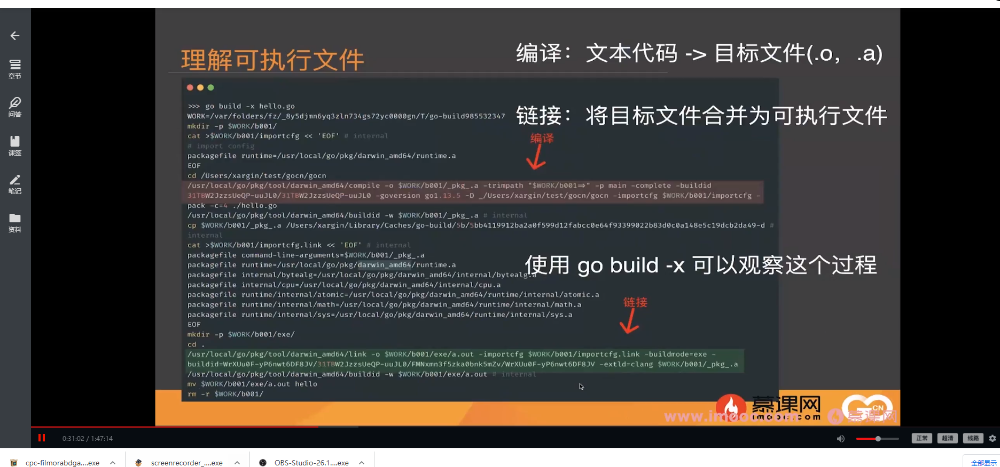 章节
问答
课签
笔记
资料
理解可执行文件
编译：文本代码 -> 目标文件(.o, .a)
链接：将目标文件合并为可执行文件
编译
>>> go build -x hello.go
WORK=/var/folders/fz/_8y5djmn6yq3zln734gs72yc0000gn/T/go-build985532347
mkdir -p $WORK/b001/
cat >$WORK/b001/importcfg << 'EOF' # internal
# import config
packagefile runtime=/usr/local/go/pkg/darwin_amd64/runtime.a
EOF
cd /Users/xargin/test/gocn/gocn
/usr/local/go/pkg/tool/darwin_amd64/compile -o $WORK/b001/_pkg_.a -trimpath "$WORK/b001=>" -p main -complete -buildid
31TBW2JzzsUeQP-uuJL0/31TBW2JzzsUeQP-uuJL0 -goversion go1.13.5 -D _/Users/xargin/test/gocn/gocn -importcfg $WORK/b001/importcfg -
pack -c=4 ./hello.go
/usr/local/go/pkg/tool/darwin_amd64/buildid -w $WORK/b001/_pkg_.a # internal
cp $WORK/b001/_pkg_.a /Users/xargin/Library/Caches/go-build/5b/5bb4119912ba2a0f599d12fabcc0e64f93399022b83d0c0a148e5c19dcb2da49-d #
internal
cat >$WORK/b001/importcfg.link << 'EOF' # internal
packagefile command-line-arguments=$WORK/b001/_pkg_.a
packagefile runtime=/usr/local/go/pkg/darwin_amd64/runtime.a
packagefile internal/bytealg=/usr/local/go/pkg/darwin_amd64/internal/bytealg.a
packagefile internal/cpu=/usr/local/go/pkg/darwin_amd64/internal/cpu.a
packagefile runtime/internal/atomic=/usr/local/go/pkg/darwin_amd64/runtime/internal/atomic.a
packagefile runtime/internal/math=/usr/local/go/pkg/darwin_amd64/runtime/internal/math.a
packagefile runtime/internal/sys=/usr/local/go/pkg/darwin_amd64/runtime/internal/sys.a
EOF
mkdir -p $WORK/b001/exe/
cd .
/usr/local/go/pkg/tool/darwin_amd64/link -o $WORK/b001/exe/a.out -importcfg $WORK/b001/importcfg.link -buildmode=exe -
buildid=WrXUu0F-yP6nwt6DF8JV/31TBW2JzzsUeQP-uuJL0/FMNxmn3f5zka0bnk5mZv/WrXUu0F-yP6nwt6DF8JV -extld=clang $WORK/b001/_pkg_.a
/usr/local/go/pkg/tool/darwin_amd64/buildid -w $WORK/b001/exe/a.out # internal
mv $WORK/b001/exe/a.out hello
rm -r $WORK/b001/
使用 go build -x 可以观察这个过程
链接
慕课网
imooc.com
GO CN
www.imooc.com 慕课网
0:31:02 / 1:47:14
正常 超清 线路
cpc-filmorabdga....exe screenrecorder_....exe OBS-Studio-26.1....exe 全部显示